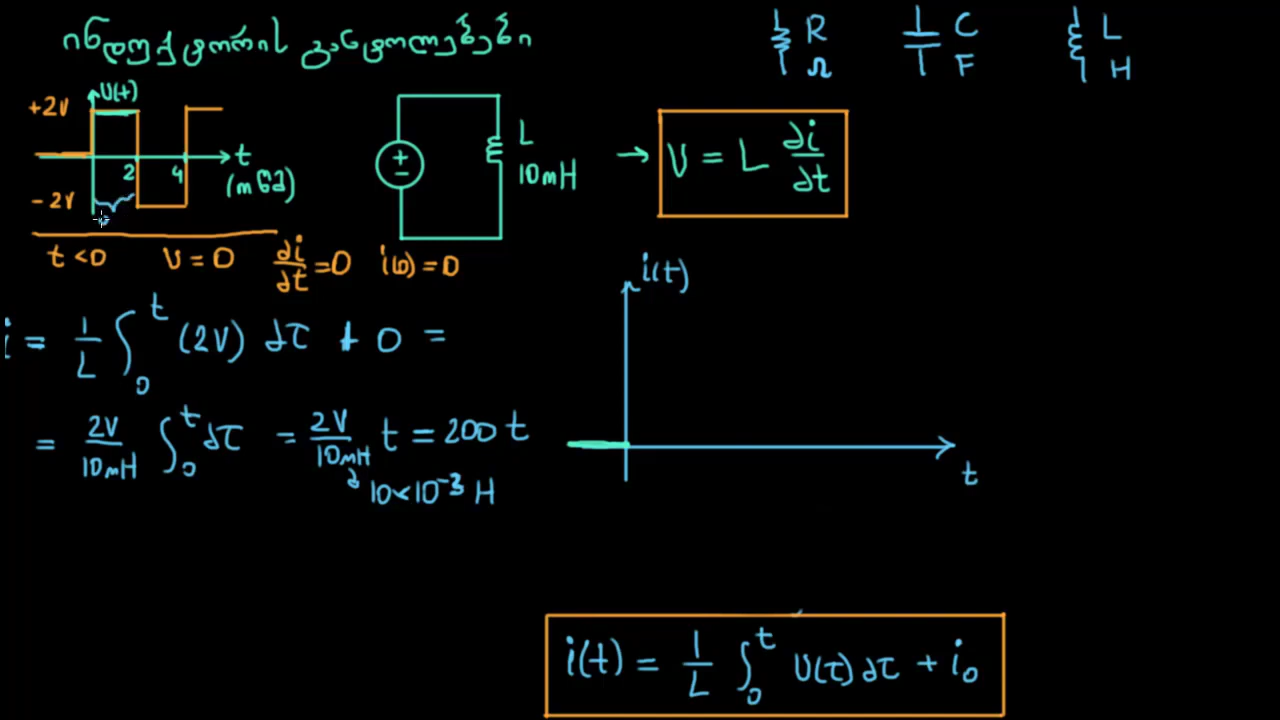 ინდუქტორის განტოლებები
R
Ω
C
F
L
H
+2V
U(t)
2
4
t
(mწმ)
- 2V
L
10mH
→ V = L di/dt
t < 0 V = 0 di/dt = 0 i(0) = 0
i = 1/L ∫₀ᵗ (2V) dτ + 0 =
= 2V/10mH ∫₀ᵗ dτ = 2V/10mH t = 200 t
10×10⁻³ H
i(t)
t
i(t) = 1/L ∫₀ᵗ U(τ) dτ + i₀